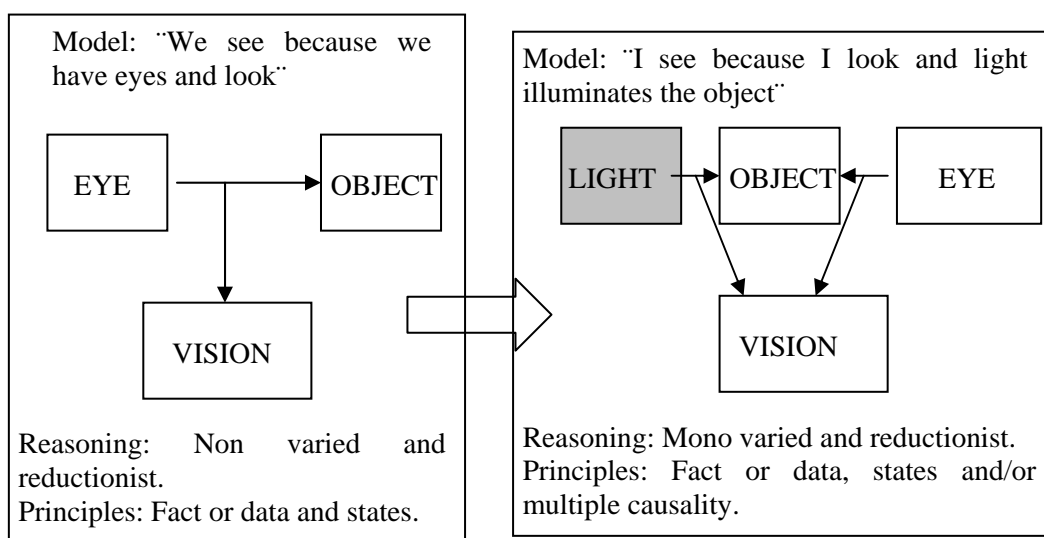 Model: ¨We see because we
have eyes and look¨
EYE
OBJECT
VISION
Reasoning: Non varied and
reductionist.
Principles: Fact or data and states.
Model: ¨I see because I look and light
illuminates the object¨
LIGHT
OBJECT
EYE
VISION
Reasoning: Mono varied and reductionist.
Principles: Fact or data, states and/or
multiple causality.